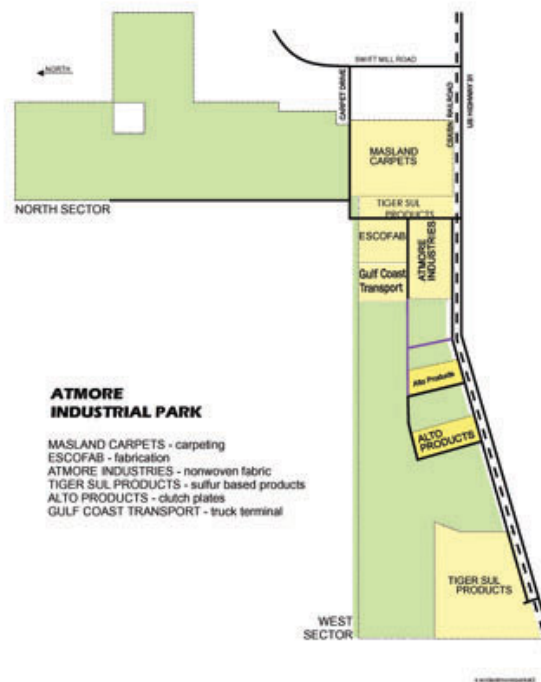 SWIFT MILL ROAD
NORTH
CARPET DRIVE
RAILROAD
US HIGHWAY 31
MASLAND
CARPETS
NORTH SECTOR
TIGER SUL
PRODUCTS
ESCOFAB
ATMORE
INDUSTRIES
Gulf Coast
Transport
Alto Products
ATMORE
INDUSTRIAL PARK
ALTO
PRODUCTS
MASLAND CARPETS - carpeting
ESCOFAB - fabrication
ATMORE INDUSTRIES - nonwoven fabric
TIGER SUL PRODUCTS - sulfur based products
ALTO PRODUCTS - clutch plates
GULF COAST TRANSPORT - truck terminal
TIGER SUL
PRODUCTS
WEST
SECTOR